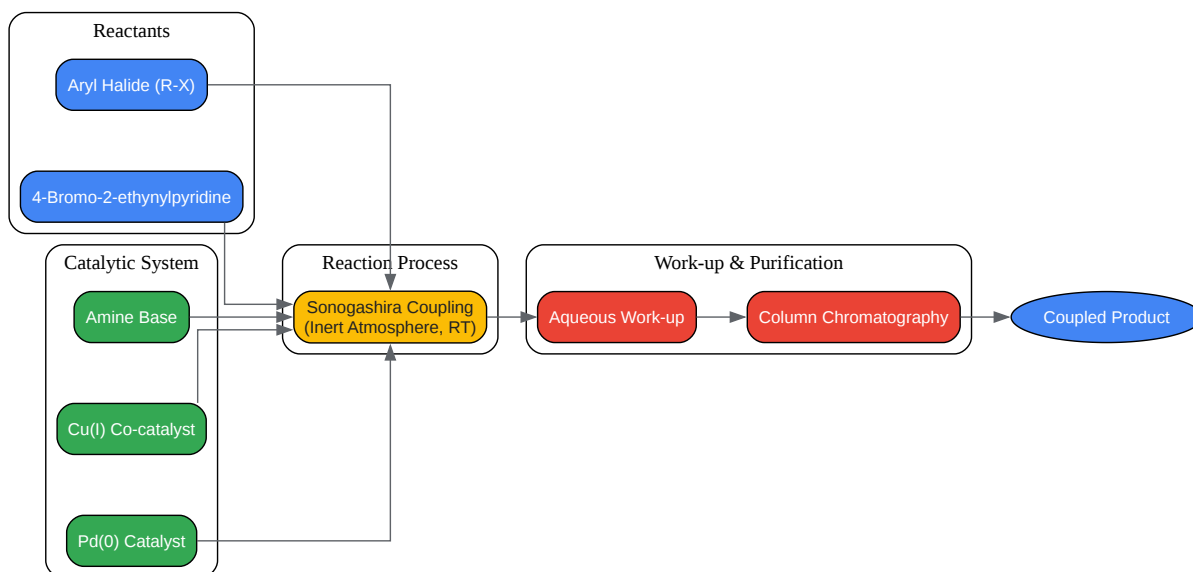 Reactants
Aryl Halide (R-X)
4-Bromo-2-ethynylpyridine
Catalytic System
Amine Base
Cu(I) Co-catalyst
Pd(0) Catalyst
Reaction Process
Sonogashira Coupling
(Inert Atmosphere, RT)
Work-up & Purification
Aqueous Work-up
Column Chromatography
Coupled Product